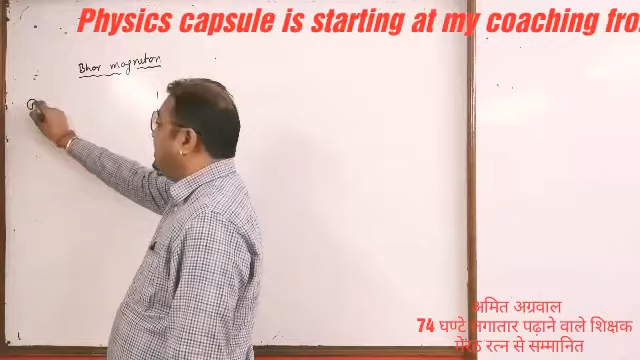 Physics capsule is starting at my coaching fro
Bhor magneton
अमित अग्रवाल
74 घण्टे लगातार पढ़ाने वाले शिक्षक
मेरठ रत्न से सम्मानित